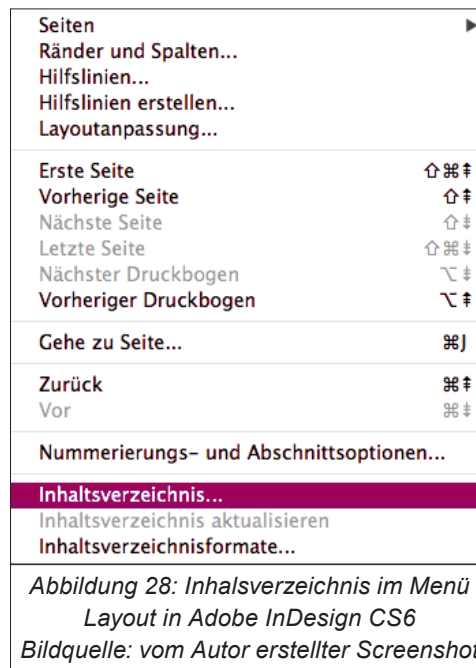 Seiten ▶
Ränder und Spalten...
Hilfslinien...
Hilfslinien erstellen...
Layoutanpassung...
Erste Seite ⇧⌘⇞
Vorherige Seite ⇧⇞
Nächste Seite ⇧⇟
Letzte Seite ⇧⌘⇟
Nächster Druckbogen ⌥⇟
Vorheriger Druckbogen ⌥⇞
Gehe zu Seite... ⌘J
Zurück ⌘⇞
Vor ⌘⇟
Nummerierungs- und Abschnittsoptionen...
Inhaltsverzeichnis...
Inhaltsverzeichnis aktualisieren
Inhaltsverzeichnisformate...
Abbildung 28: Inhalsverzeichnis im Menü
Layout in Adobe InDesign CS6
Bildquelle: vom Autor erstellter Screenshot